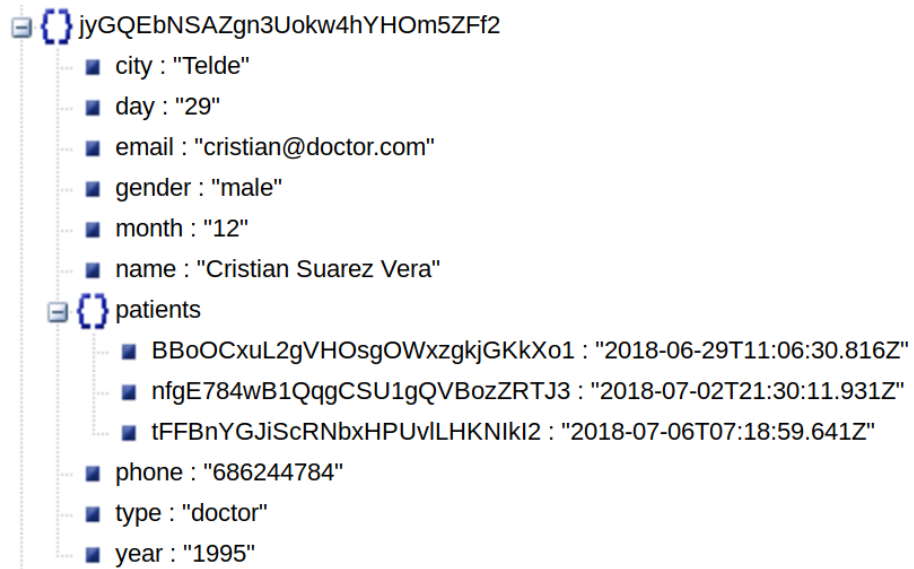 jyGQEbNSAZgn3Uokw4hYHOm5ZFf2
city : "Telde"
day : "29"
email : "cristian@doctor.com"
gender : "male"
month : "12"
name : "Cristian Suarez Vera"
patients
BBoOCxuL2gVHOsgOWxzgkjGKkXo1 : "2018-06-29T11:06:30.816Z"
nfgE784wB1QqgCSU1gQVBozZRTJ3 : "2018-07-02T21:30:11.931Z"
tFFBnYGJiScRNbxHPUvlLHKNIkI2 : "2018-07-06T07:18:59.641Z"
phone : "686244784"
type : "doctor"
year : "1995"